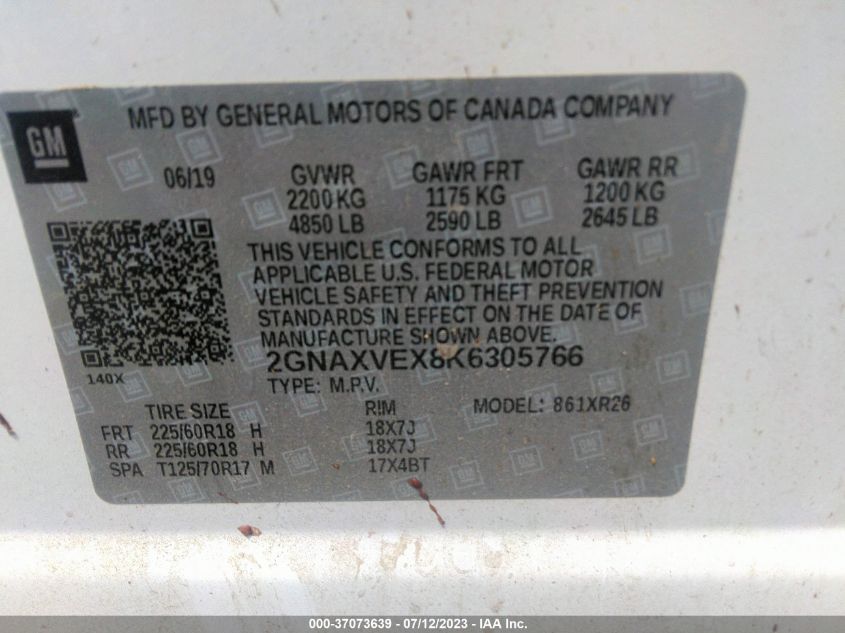 MFD BY GENERAL MOTORS OF CANADA COMPANY
GM
06/19 GVWR GAWR FRT GAWR RR
2200 KG 1175 KG 1200 KG
4850 LB 2590 LB 2645 LB
THIS VEHICLE CONFORMS TO ALL
APPLICABLE U.S. FEDERAL MOTOR
VEHICLE SAFETY AND THEFT PREVENTION
STANDARDS IN EFFECT ON THE DATE OF
MANUFACTURE SHOWN ABOVE.
2GNAXVEX8K6305766
140X
TYPE: M.P.V.
TIRE SIZE RIM MODEL: 861XR26
FRT 225/60R18 H 18X7J
RR 225/60R18 H 18X7J
SPA T125/70R17 M 17X4BT
000-37073639 - 07/12/2023 - IAA Inc.